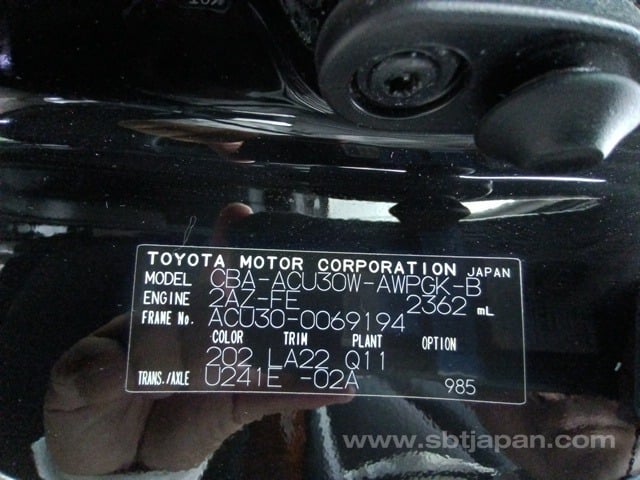 TOYOTA MOTOR CORPORATION JAPAN
MODEL CBA-ACU30W-AWPGK-B
ENGINE 2AZ-FE 2362 mL
FRAME No. ACU30-0069194
COLOR TRIM PLANT OPTION
202 LA22 Q11
TRANS./AXLE U241E -02A 985
www.sbtjapan.com